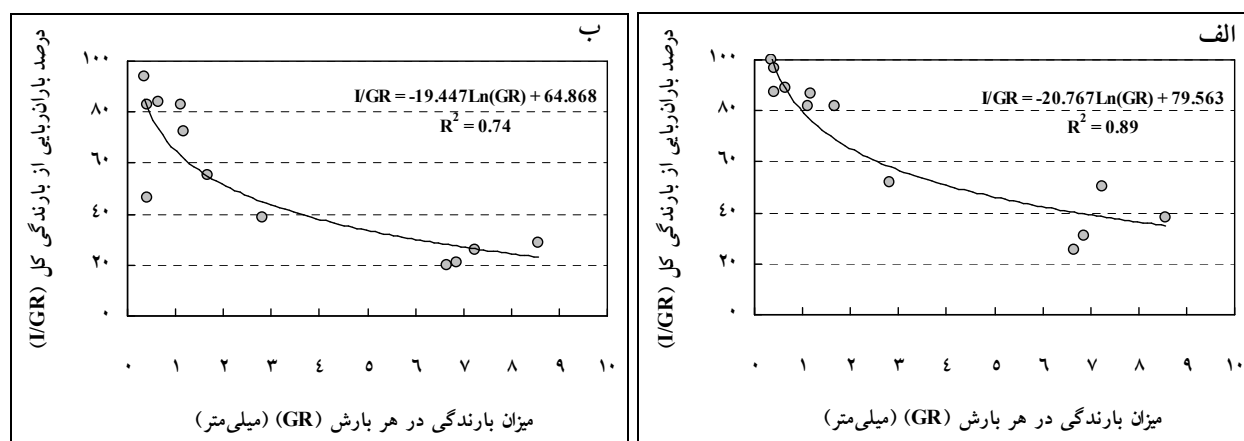 الف
درصد باران‌ربایی از بارندگی کل (I/GR)
I/GR = -20.767Ln(GR) + 79.563
R² = 0.89
۱۰۰
۸۰
۶۰
٤۰
۲۰
۰
۰ ۱ ۲ ۳ ٤ ٥ ٦ ۷ ۸ ۹ ۱۰
میزان بارندگی در هر بارش (GR) (میلی‌متر)
ب
درصد باران‌ربایی از بارندگی کل (I/GR)
I/GR = -19.447Ln(GR) + 64.868
R² = 0.74
۱۰۰
۸۰
۶۰
٤۰
۲۰
۰
۰ ۱ ۲ ۳ ٤ ٥ ٦ ۷ ۸ ۹ ۱۰
میزان بارندگی در هر بارش (GR) (میلی‌متر)